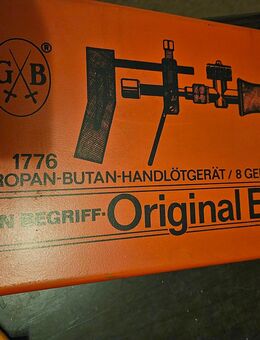 GB
®
1776
ROPAN-BUTAN-HANDLÖTGERÄT / 8 GE
N BEGRIFF·Original E